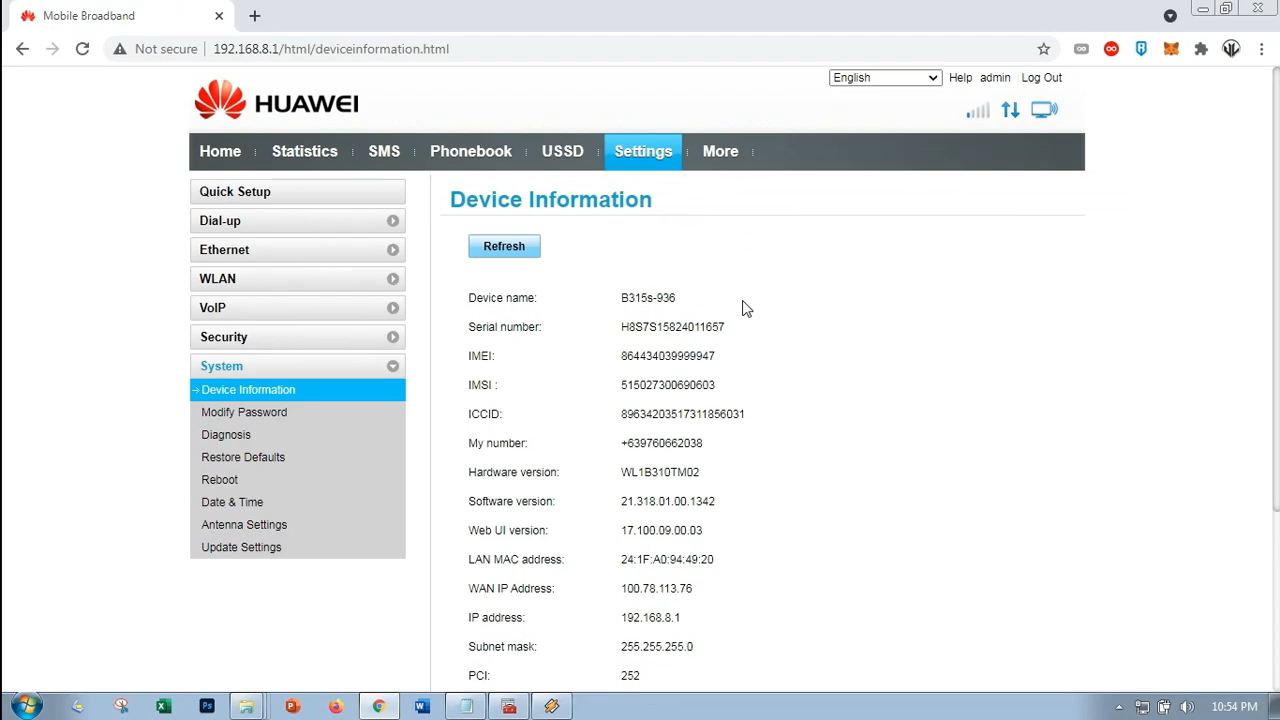 Mobile Broadband
Not secure 192.168.8.1/html/deviceinformation.html
English Help admin Log Out
HUAWEI
Home Statistics SMS Phonebook USSD Settings More
Quick Setup
Dial-up
Ethernet
WLAN
VoIP
Security
System
Device Information
Modify Password
Diagnosis
Restore Defaults
Reboot
Date & Time
Antenna Settings
Update Settings
Device Information
Refresh
Device name: B315s-936
Serial number: H8S7S15824011657
IMEI: 864434039999947
IMSI : 515027300690603
ICCID: 89634203517311856031
My number: +639760662038
Hardware version: WL1B310TM02
Software version: 21.318.01.00.1342
Web UI version: 17.100.09.00.03
LAN MAC address: 24:1F:A0:94:49:20
WAN IP Address: 100.78.113.76
IP address: 192.168.8.1
Subnet mask: 255.255.255.0
PCI: 252
10:54 PM